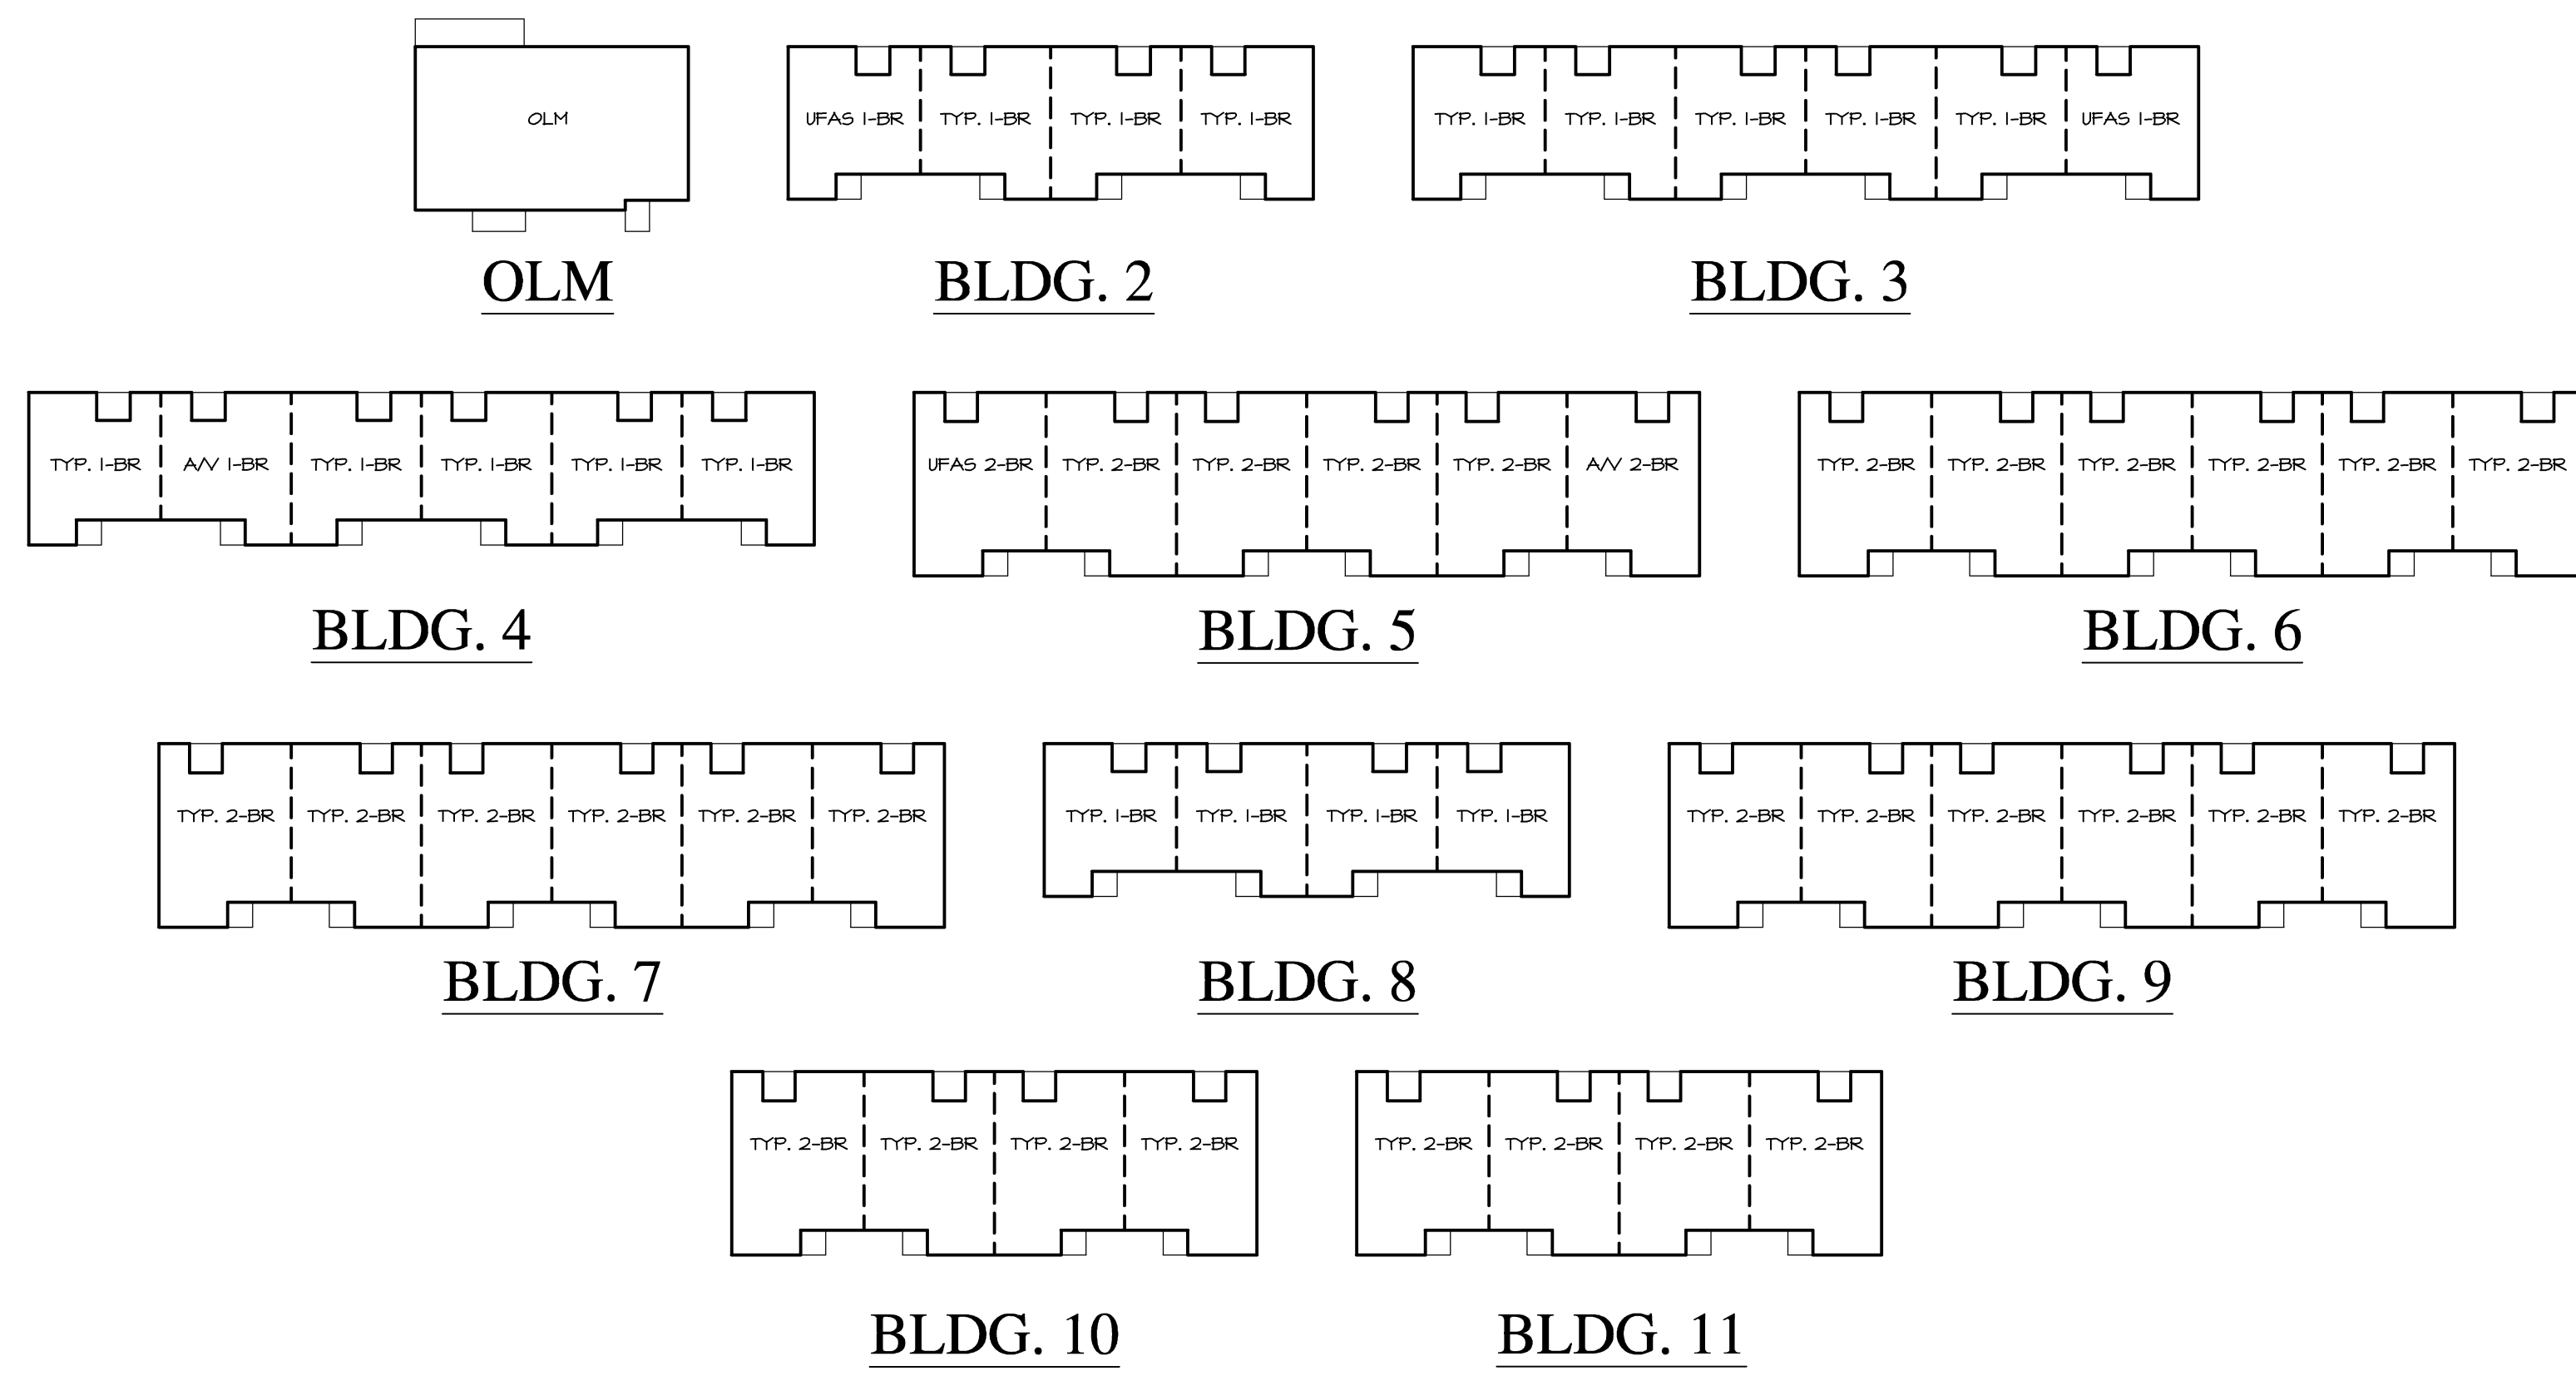 OLM
UFAS 1-BR TYP. 1-BR TYP. 1-BR TYP. 1-BR
TYP. 1-BR TYP. 1-BR TYP. 1-BR TYP. 1-BR TYP. 1-BR UFAS 1-BR
OLM
BLDG. 2
BLDG. 3
TYP. 1-BR A/V 1-BR TYP. 1-BR TYP. 1-BR TYP. 1-BR TYP. 1-BR
UFAS 2-BR TYP. 2-BR TYP. 2-BR TYP. 2-BR TYP. 2-BR A/V 2-BR
TYP. 2-BR TYP. 2-BR TYP. 2-BR TYP. 2-BR TYP. 2-BR TYP. 2-BR
BLDG. 4
BLDG. 5
BLDG. 6
TYP. 2-BR TYP. 2-BR TYP. 2-BR TYP. 2-BR TYP. 2-BR TYP. 2-BR
TYP. 1-BR TYP. 1-BR TYP. 1-BR TYP. 1-BR
TYP. 2-BR TYP. 2-BR TYP. 2-BR TYP. 2-BR TYP. 2-BR TYP. 2-BR
BLDG. 7
BLDG. 8
BLDG. 9
TYP. 2-BR TYP. 2-BR TYP. 2-BR TYP. 2-BR
TYP. 2-BR TYP. 2-BR TYP. 2-BR TYP. 2-BR
BLDG. 10
BLDG. 11